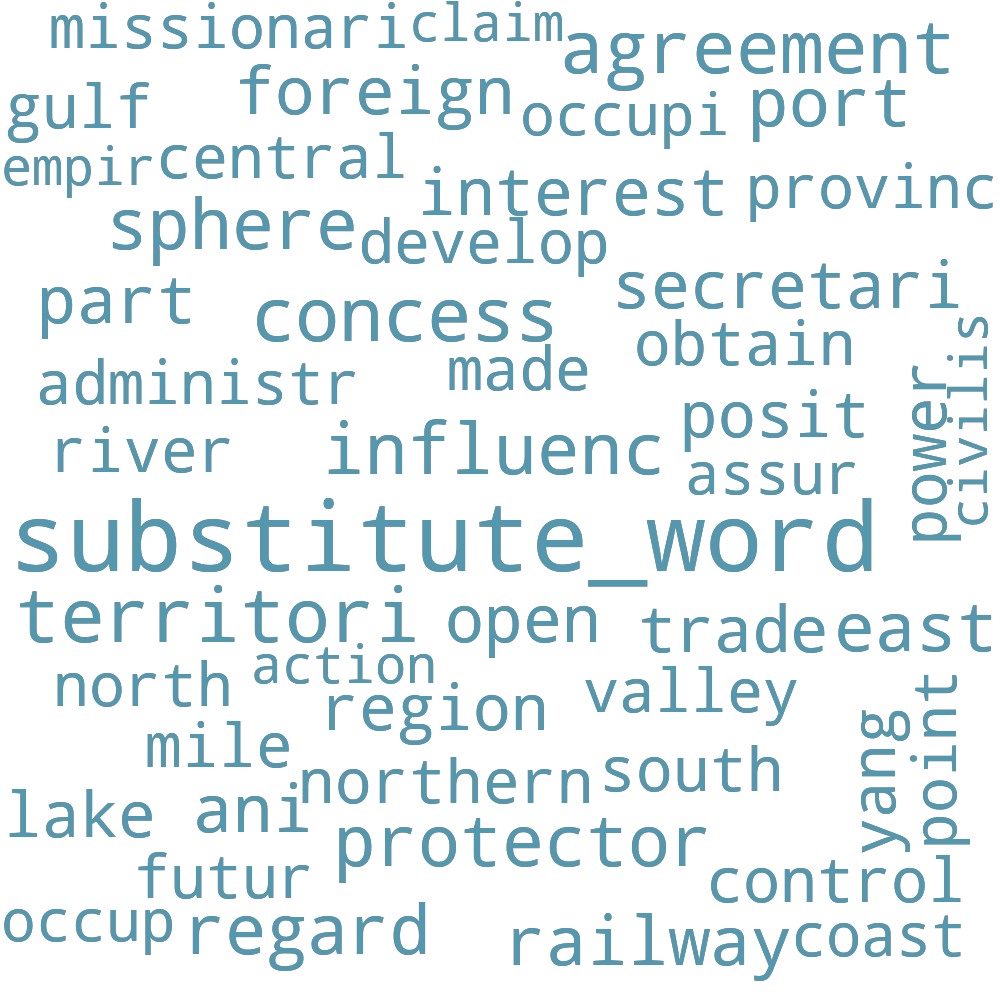 missionari claim
agreement
gulf foreign occupi port
empir central
interest provinc
sphere develop
part concess secretari
obtain
administr made
posit
river influenc
assur
power
civilis
substitute_word
territori open trade east
action
north region valley
mile
northern south
yang
point
lake ani
protector
futur control
occup regard railway coast